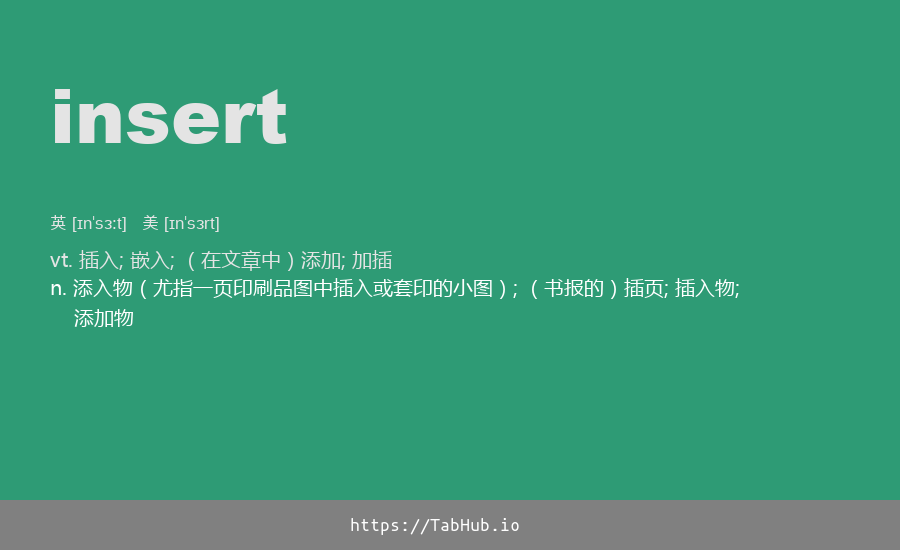 insert
英 [ɪnˈsɜːt] 美 [ɪnˈsɜrt]
vt. 插入; 嵌入; （在文章中）添加; 加插
n. 添入物（尤指一页印刷品图中插入或套印的小图）; （书报的）插页; 插入物;
添加物
https://TabHub.io